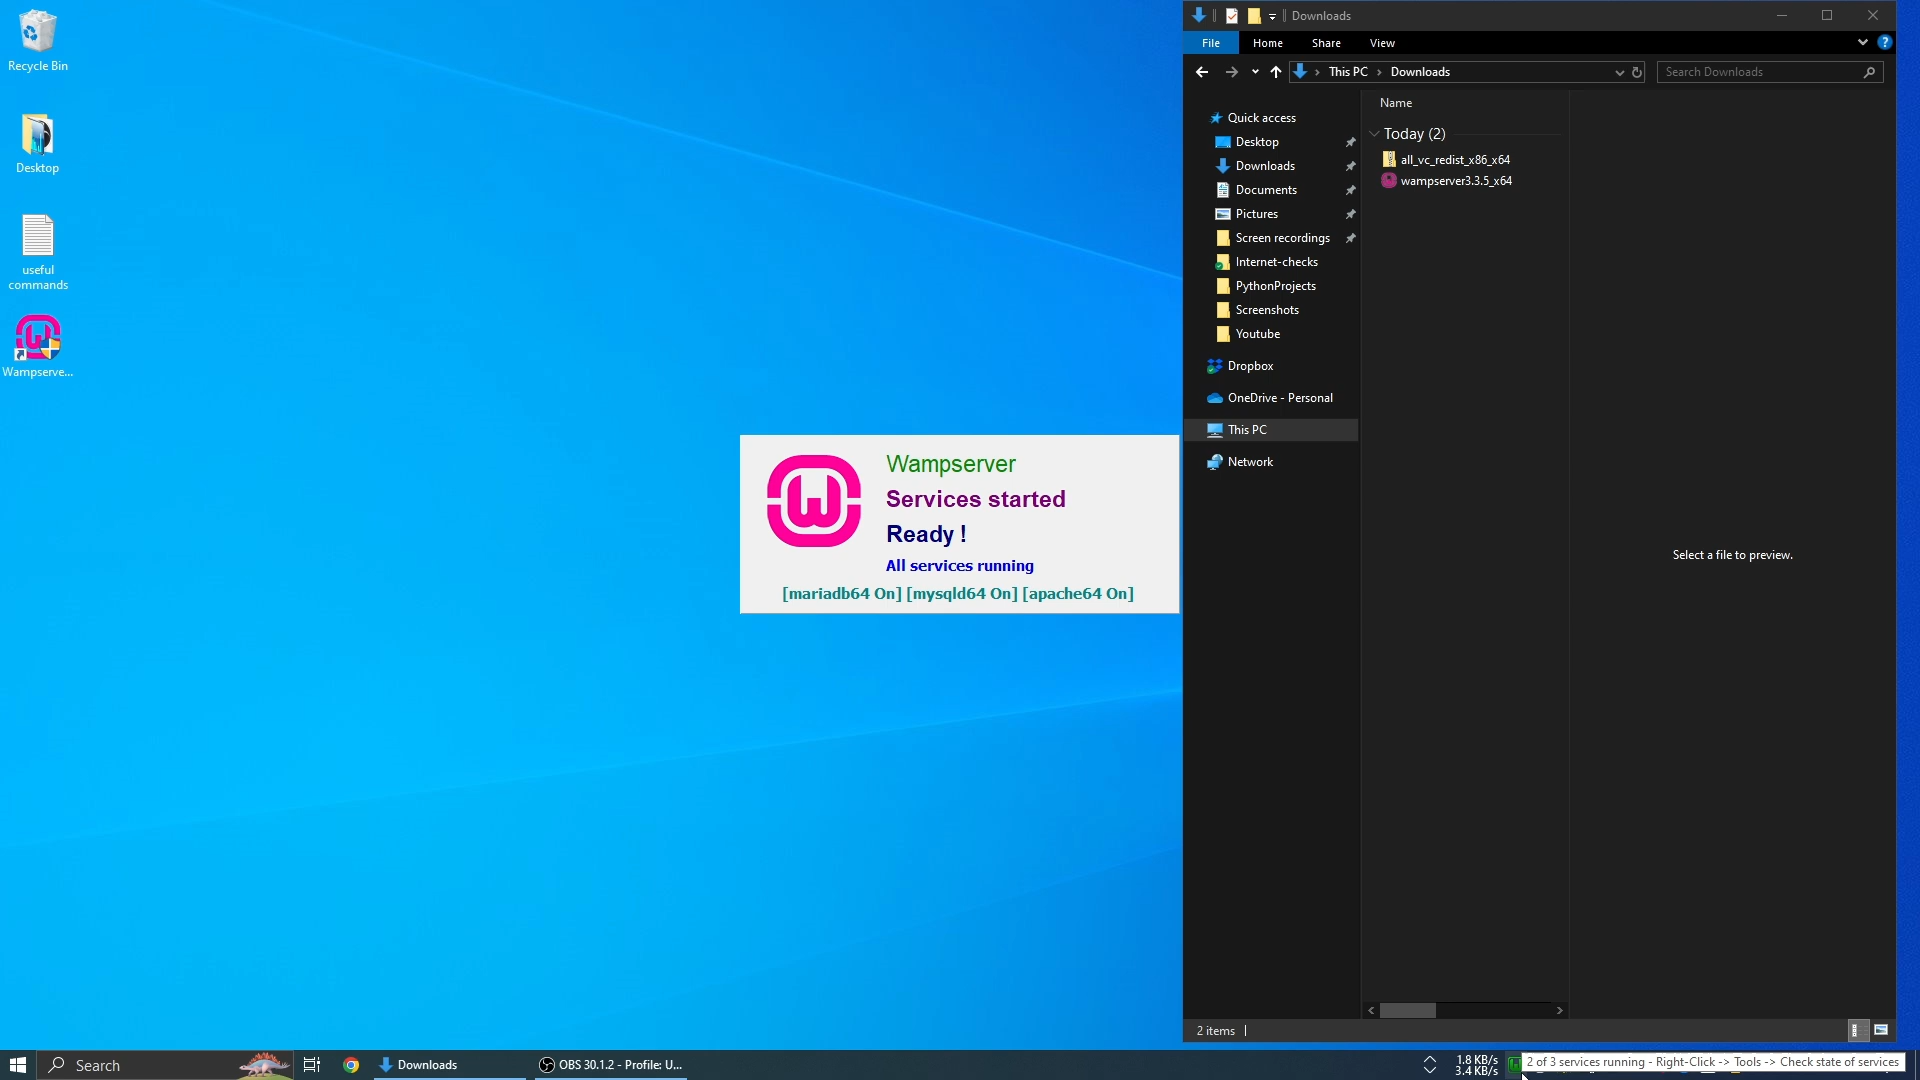 Recycle Bin
Desktop
useful
commands
Wampserve...
Wampserver
Services started
Ready !
All services running
[mariadb64 On] [mysqld64 On] [apache64 On]
Downloads
File
Home
Share
View
This PC
Downloads
Search Downloads
Quick access
Desktop
Downloads
Documents
Pictures
Screen recordings
Internet-checks
PythonProjects
Screenshots
Youtube
Dropbox
OneDrive - Personal
This PC
Network
Name
Today (2)
all_vc_redist_x86_x64
wampserver3.3.5_x64
Select a file to preview.
2 items
Search
Downloads
OBS 30.1.2 - Profile: U...
1.8 KB/s
3.4 KB/s
2 of 3 services running - Right-Click -> Tools -> Check state of services